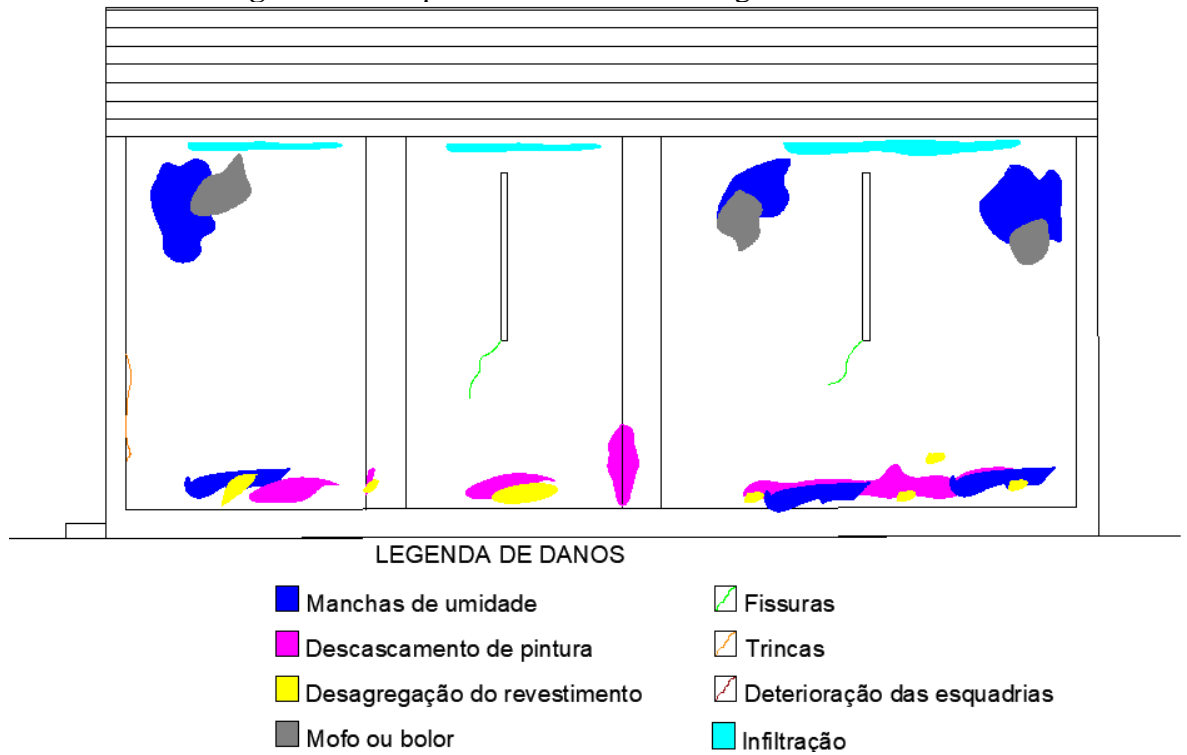 LEGENDA DE DANOS
Manchas de umidade
Descascamento de pintura
Desagregação do revestimento
Mofo ou bolor
Fissuras
Trincas
Deterioração das esquadrias
Infiltração